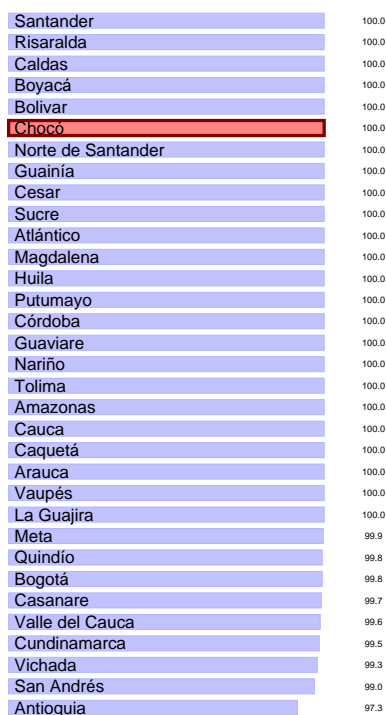 Santander 100.0
Risaralda 100.0
Caldas 100.0
Boyacá 100.0
Bolivar 100.0
Chocó 100.0
Norte de Santander 100.0
Guainía 100.0
Cesar 100.0
Sucre 100.0
Atlántico 100.0
Magdalena 100.0
Huila 100.0
Putumayo 100.0
Córdoba 100.0
Guaviare 100.0
Nariño 100.0
Tolima 100.0
Amazonas 100.0
Cauca 100.0
Caquetá 100.0
Arauca 100.0
Vaupés 100.0
La Guajira 100.0
Meta 99.9
Quindío 99.8
Bogotá 99.8
Casanare 99.7
Valle del Cauca 99.6
Cundinamarca 99.5
Vichada 99.3
San Andrés 99.0
Antioquia 97.3